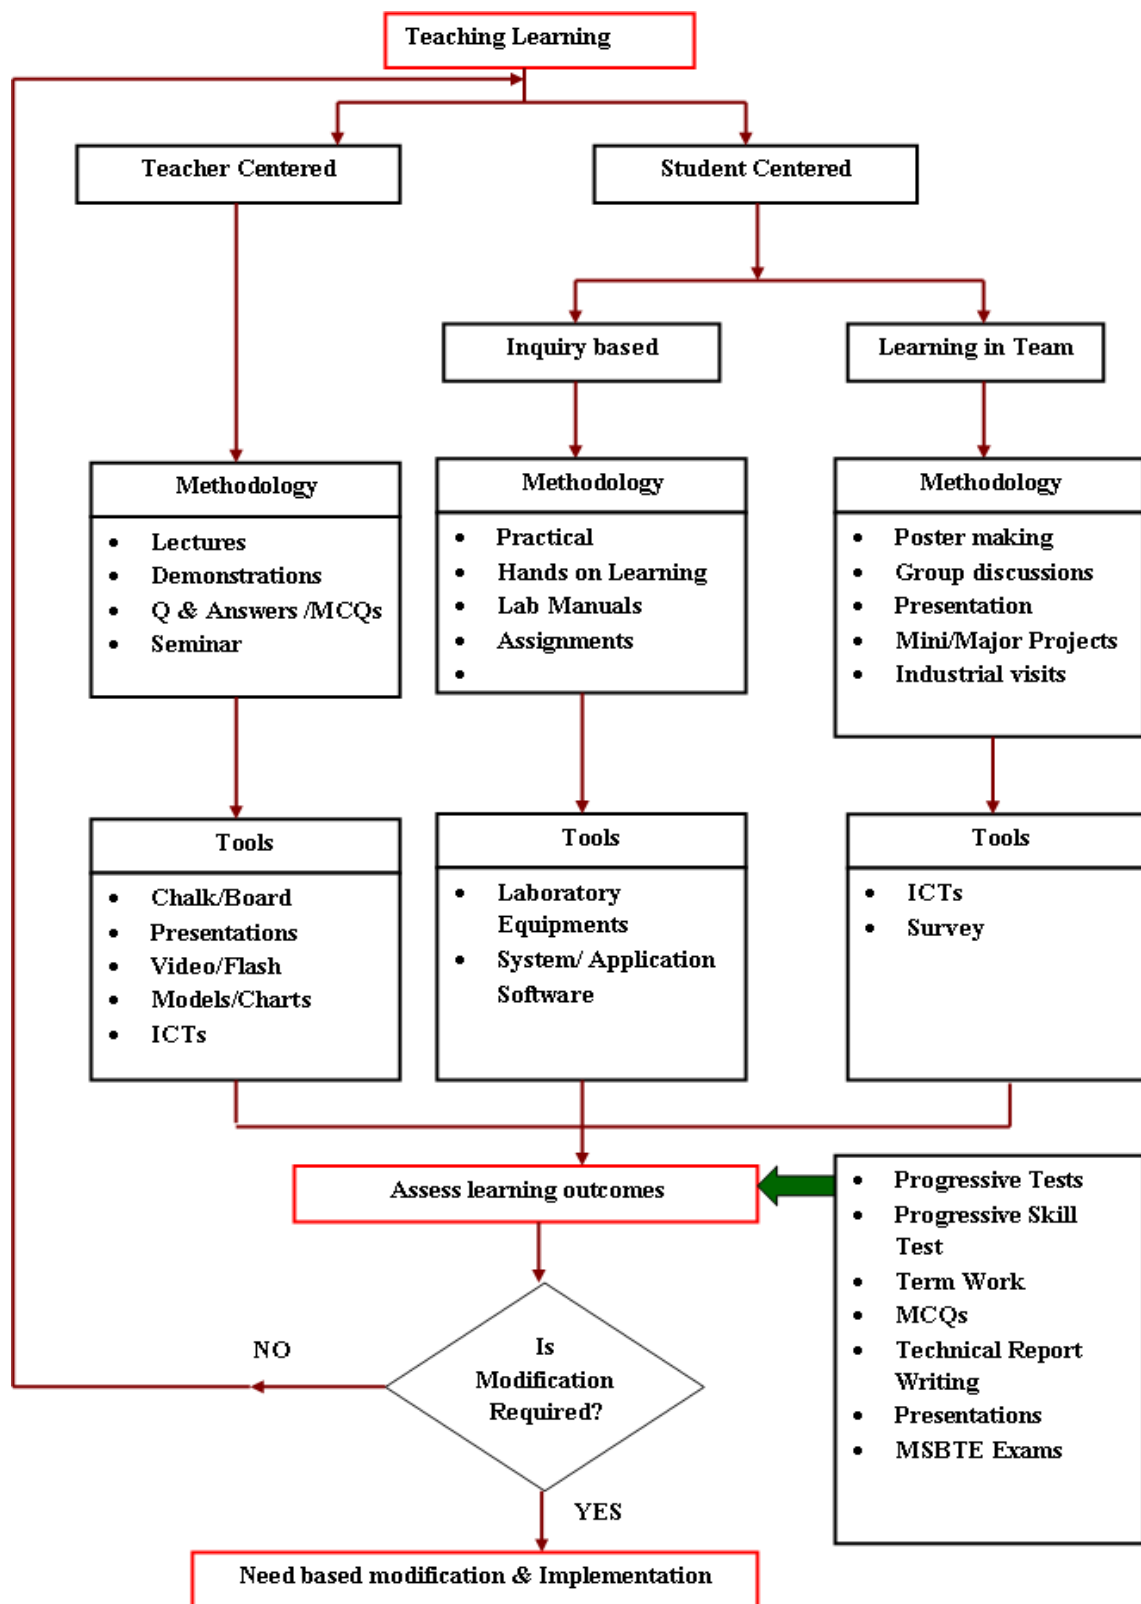 Teaching Learning
Teacher Centered
Student Centered
Inquiry based
Learning in Team
Methodology
• Lectures
• Demonstrations
• Q & Answers /MCQs
• Seminar
Methodology
• Practical
• Hands on Learning
• Lab Manuals
• Assignments
•
Methodology
• Poster making
• Group discussions
• Presentation
• Mini/Major Projects
• Industrial visits
Tools
• Chalk/Board
• Presentations
• Video/Flash
• Models/Charts
• ICTs
Tools
• Laboratory
Equipments
• System/ Application
Software
Tools
• ICTs
• Survey
Assess learning outcomes
• Progressive Tests
• Progressive Skill
Test
• Term Work
• MCQs
• Technical Report
Writing
• Presentations
• MSBTE Exams
NO
Is
Modification
Required?
YES
Need based modification & Implementation